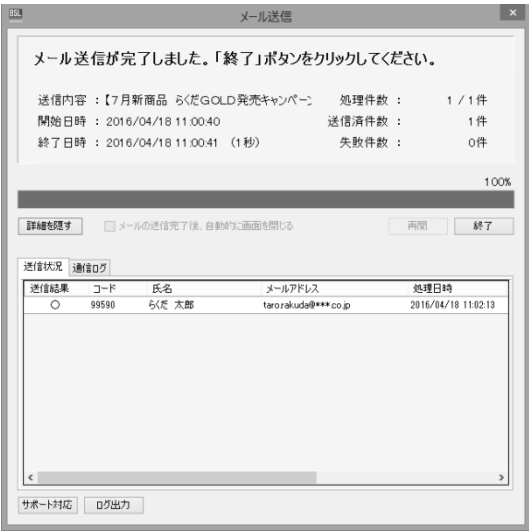 BSL メール送信 ×
メール送信が完了しました。「終了」ボタンをクリックしてください。
送信内容 :【7月新商品 らくだGOLD発売キャンペーン 処理件数 : 1 / 1件
開始日時 : 2016/04/18 11:00:40 送信済件数 : 1件
終了日時 : 2016/04/18 11:00:41 (1秒) 失敗件数 : 0件
100%
詳細を隠す メールの送信完了後、自動的に画面を閉じる 再開 終了
送信状況 通信ログ
送信結果 コード 氏名 メールアドレス 処理日時
○ 99590 らくだ 太郎 taro.rakuda@***.co.jp 2016/04/18 11:02:13
サポート対応 ログ出力